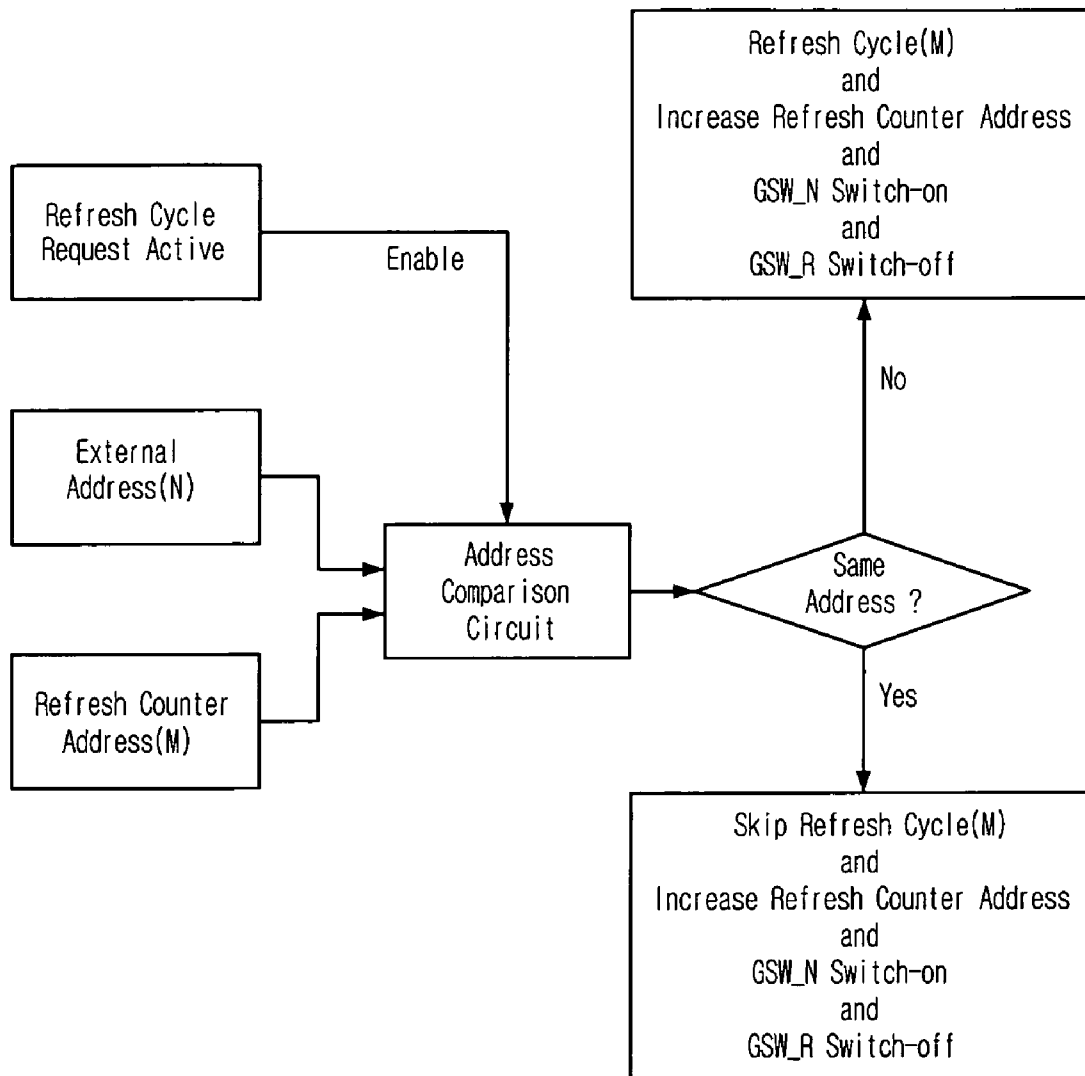 Refresh Cycle
Request Active
Enable
External
Address(N)
Refresh Counter
Address(M)
Address
Comparison
Circuit
Same
Address ?
No
Yes
Refresh Cycle(M)
and
Increase Refresh Counter Address
and
GSW_N Switch-on
and
GSW_R Switch-off
Skip Refresh Cycle(M)
and
Increase Refresh Counter Address
and
GSW_N Switch-on
and
GSW_R Switch-off